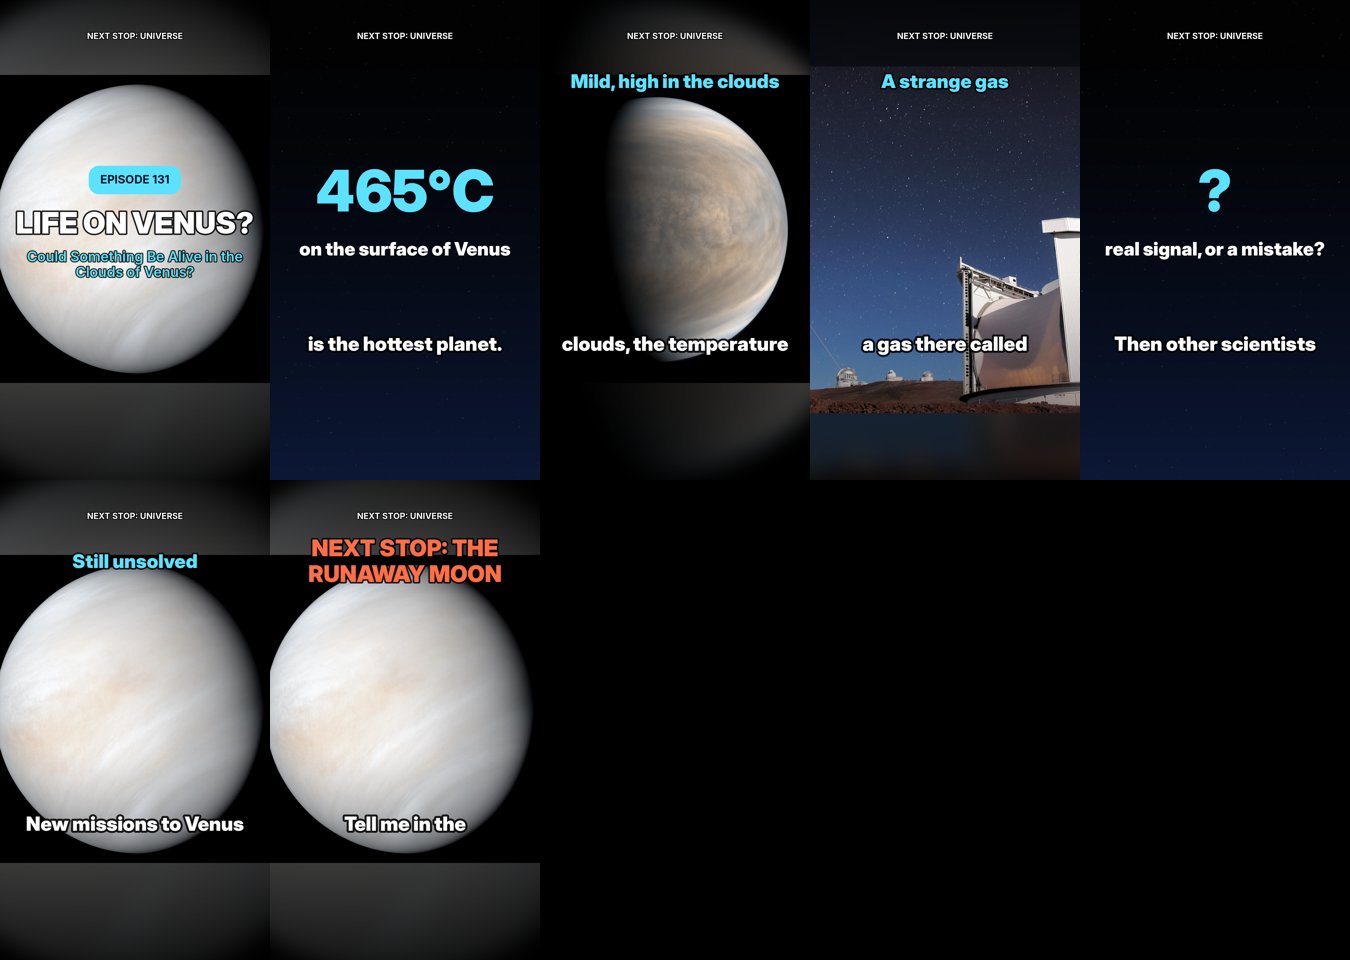 NEXT STOP: UNIVERSE
EPISODE 131
LIFE ON VENUS?
Could Something Be Alive in the
Clouds of Venus?
NEXT STOP: UNIVERSE
465°C
on the surface of Venus
is the hottest planet.
NEXT STOP: UNIVERSE
Mild, high in the clouds
clouds, the temperature
NEXT STOP: UNIVERSE
A strange gas
a gas there called
NEXT STOP: UNIVERSE
?
real signal, or a mistake?
Then other scientists
NEXT STOP: UNIVERSE
Still unsolved
New missions to Venus
NEXT STOP: UNIVERSE
NEXT STOP: THE
RUNAWAY MOON
Tell me in the